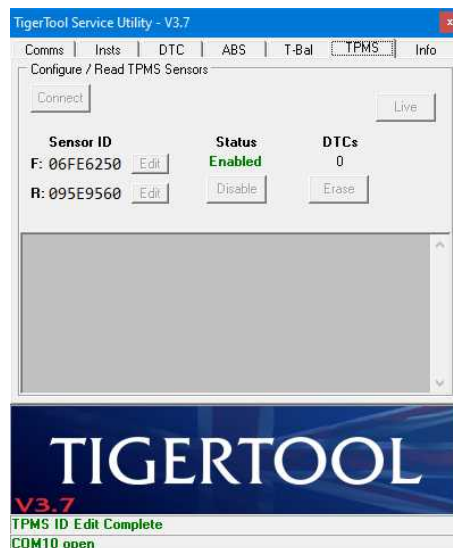 TigerTool Service Utility - V3.7
x
Comms Insts DTC ABS T-Bal TPMS Info
Configure / Read TPMS Sensors
Connect
Live
Sensor ID Status DTCs
F: 06FE6250 Edit Enabled 0
R: 095E9560 Edit Disable Erase
TIGERTOOL
V3.7
TPMS ID Edit Complete
COM10 open